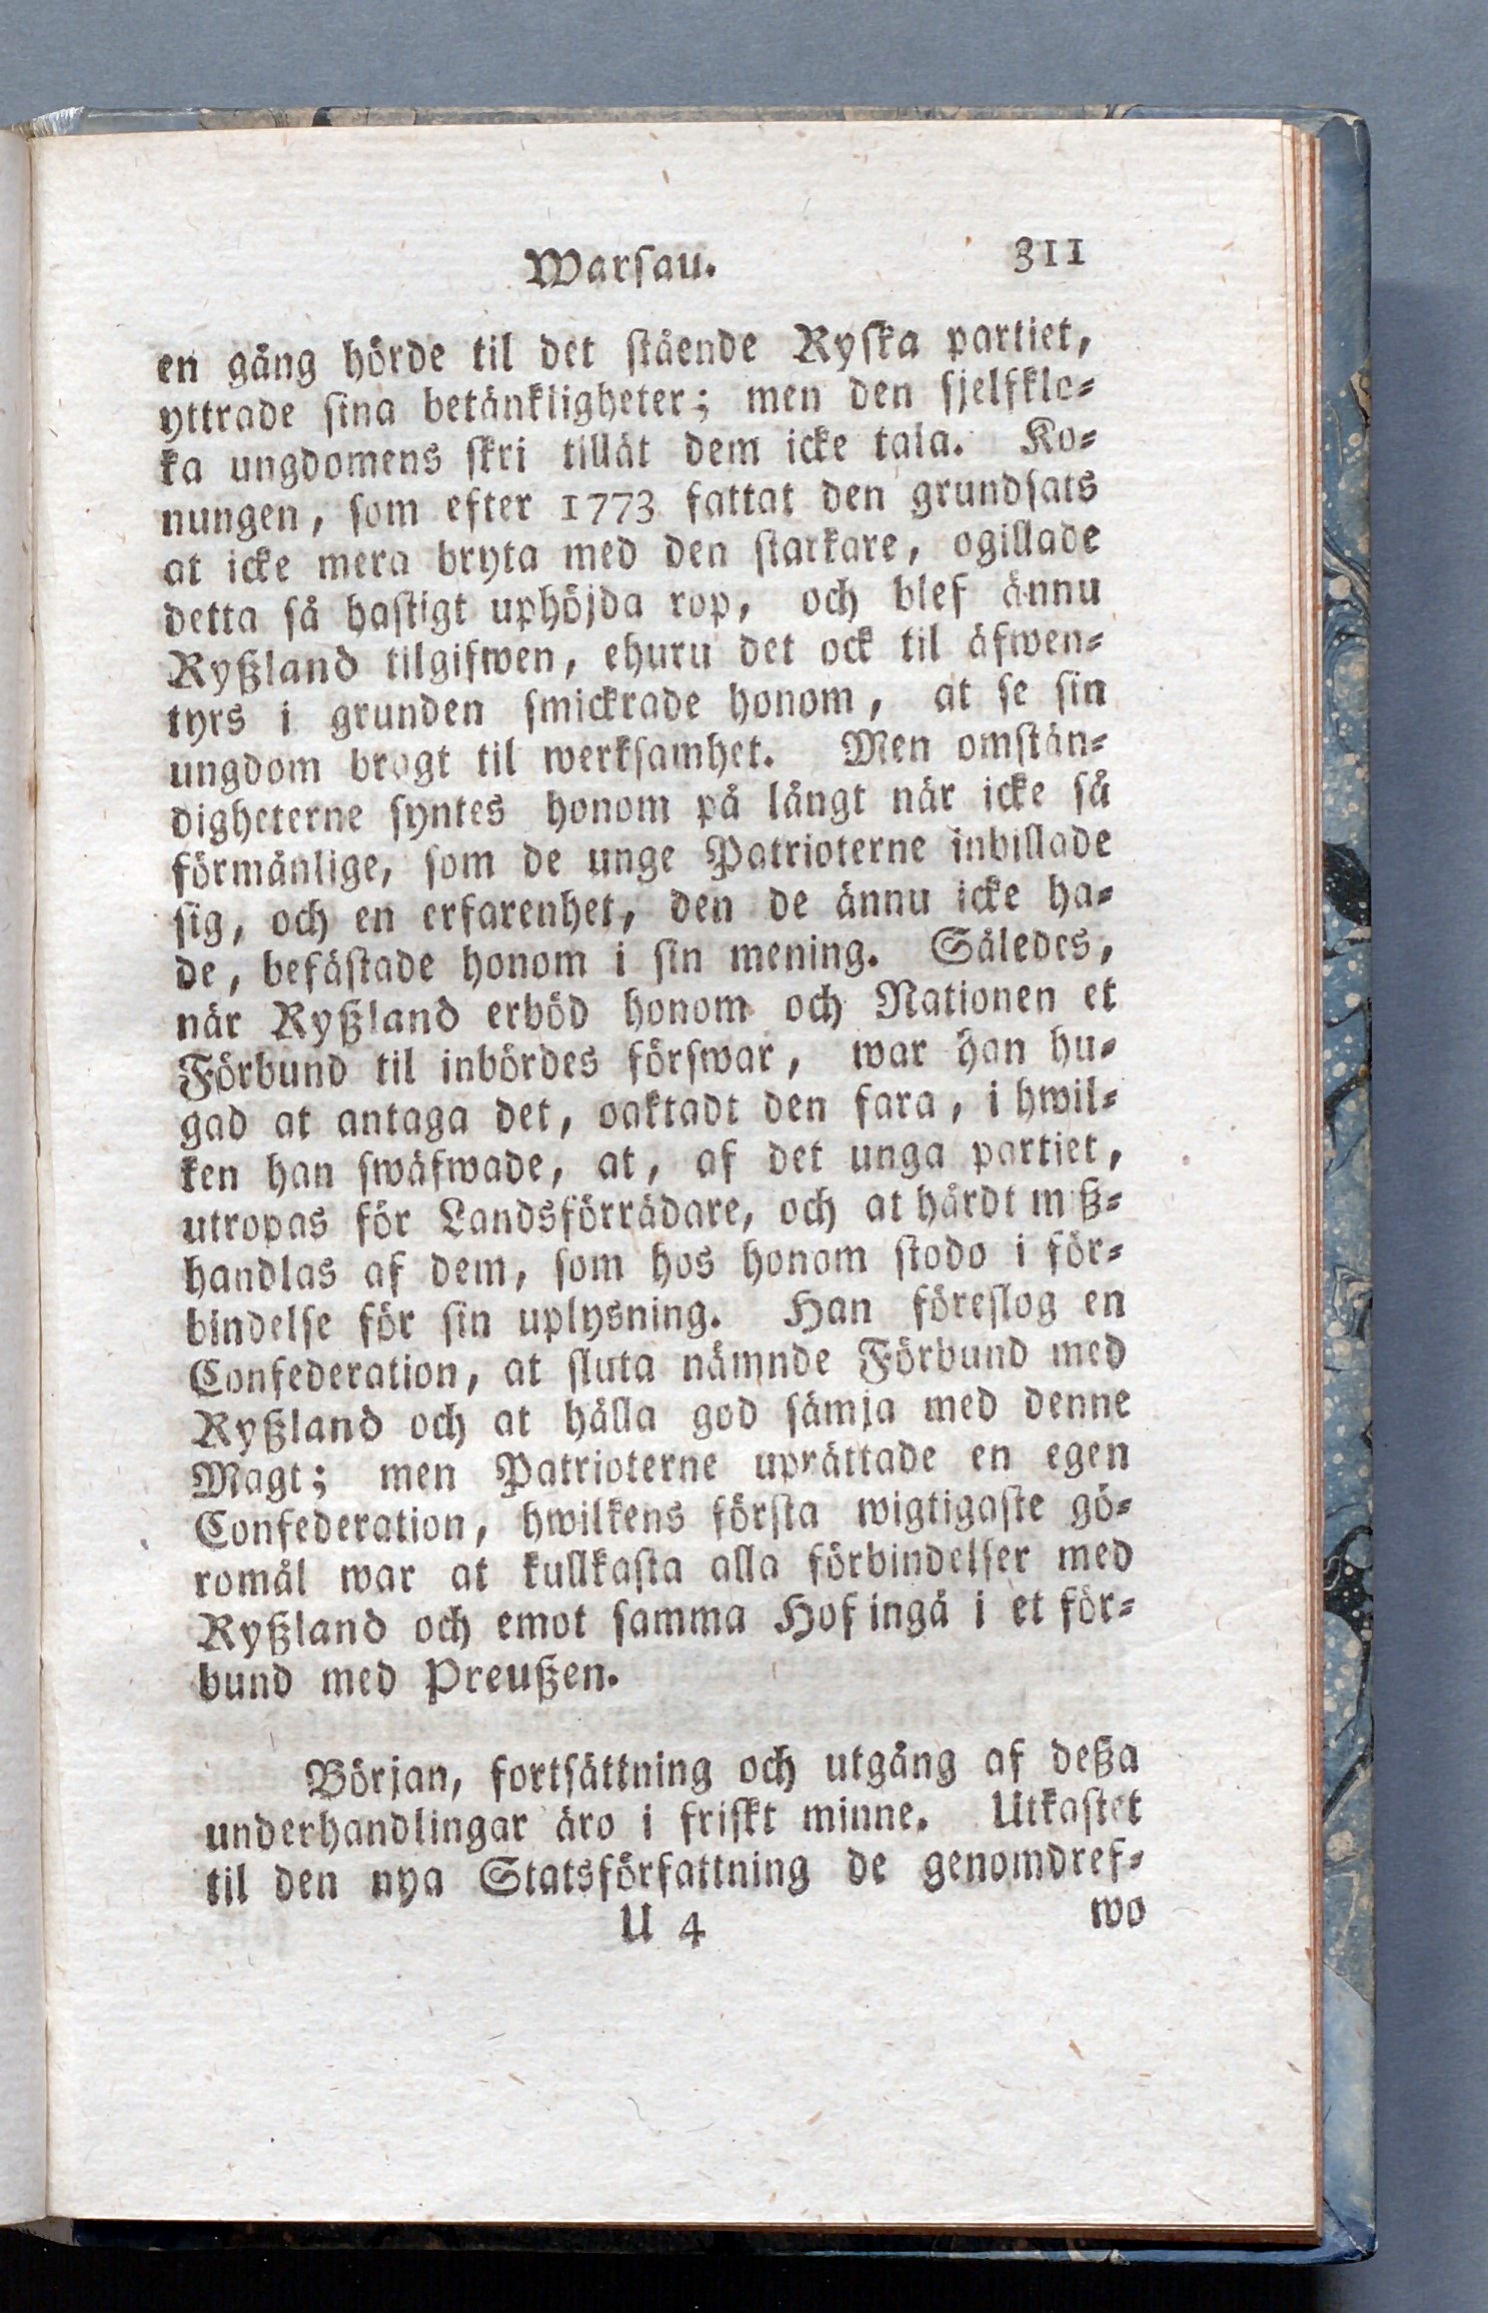 Warsau. 311
en gång hörde til det stående Ryska partiet,
yttrade sina betänkligheter; men den sjelfklo-
ka ungdomens skri tillåt dem icke tala. Ko-
nungen, som efter 1773 fattat den grundsats
at icke mera bryta med den starkare, ogillade
detta så hastigt uphöjda rop, och blef ännu
Ryßland tilgifwen, ehuru det ock til äfwen-
tyrs i grunden smickrade honom, at se sin
ungdom bragt til werksamhet. Men omstän-
digheterne syntes honom på långt när icke så
förmånlige, som de unge Patrioterne inbillade
sig, och en erfarenhet, den de ännu icke ha-
de, befästade honom i sin mening. Således,
när Ryßland erböd honom och Nationen et
Förbund til inbördes förswar, war han hu-
gad at antaga det, oaktadt den fara, i hwil-
ken han swäfwade, at, af det unga partiet,
utropas för Landsförrädare, och at hårdt mß-
handlas af dem, som hos honom stodo i för-
bindelse för sin uplysning. Han föreslog en
Confederation, at sluta nämnde Förbund med
Ryßland och at hålla god sämja med denne
Magt; men Patrioterne uprättade en egen
Confederation, hwilkens första wigtigaste gö-
romål war at kullkasta alla förbindelser med
Ryßland och emot samma Hof ingå i et för-
bund med Preußen.
Början, fortsättning och utgång af deßa
underhandlingar äro i friskt minne. Utkastet
til den nya Statsförfattning de genomdref-
U 4 wo